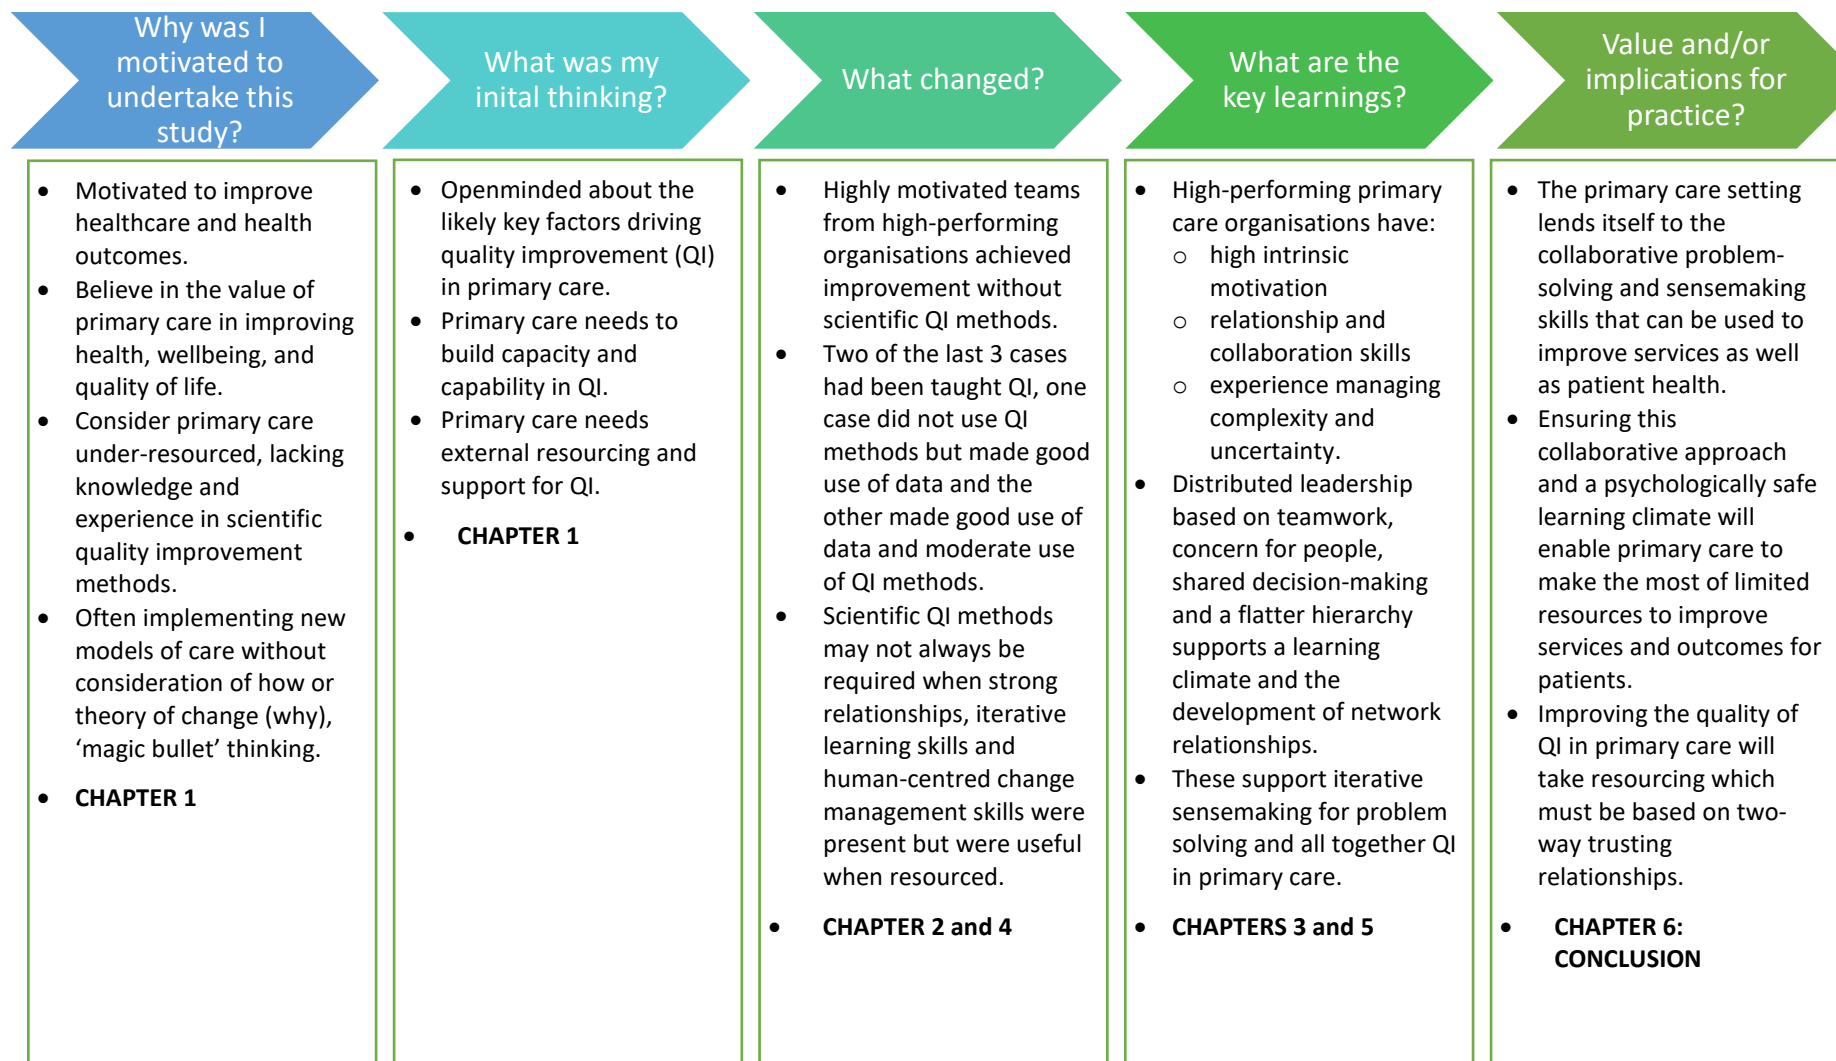 Why was I
motivated to
undertake this
study?
What was my
inital thinking?
What changed?
What are the
key learnings?
Value and/or
implications for
practice?
• Motivated to improve
healthcare and health
outcomes.
• Believe in the value of
primary care in improving
health, wellbeing, and
quality of life.
• Consider primary care
under-resourced, lacking
knowledge and
experience in scientific
quality improvement
methods.
• Often implementing new
models of care without
consideration of how or
theory of change (why),
‘magic bullet’ thinking.
• CHAPTER 1
• Openminded about the
likely key factors driving
quality improvement (QI)
in primary care.
• Primary care needs to
build capacity and
capability in QI.
• Primary care needs
external resourcing and
support for QI.
• CHAPTER 1
• Highly motivated teams
from high-performing
organisations achieved
improvement without
scientific QI methods.
• Two of the last 3 cases
had been taught QI, one
case did not use QI
methods but made good
use of data and the
other made good use of
data and moderate use
of QI methods.
• Scientific QI methods
may not always be
required when strong
relationships, iterative
learning skills and
human-centred change
management skills were
present but were useful
when resourced.
• CHAPTER 2 and 4
• High-performing primary
care organisations have:
o high intrinsic
motivation
o relationship and
collaboration skills
o experience managing
complexity and
uncertainty.
• Distributed leadership
based on teamwork,
concern for people,
shared decision-making
and a flatter hierarchy
supports a learning
climate and the
development of network
relationships.
• These support iterative
sensemaking for problem
solving and all together QI
in primary care.
• CHAPTERS 3 and 5
• The primary care setting
lends itself to the
collaborative problem-
solving and sensemaking
skills that can be used to
improve services as well
as patient health.
• Ensuring this
collaborative approach
and a psychologically safe
learning climate will
enable primary care to
make the most of limited
resources to improve
services and outcomes for
patients.
• Improving the quality of
QI in primary care will
take resourcing which
must be based on two-
way trusting
relationships.
• CHAPTER 6:
CONCLUSION